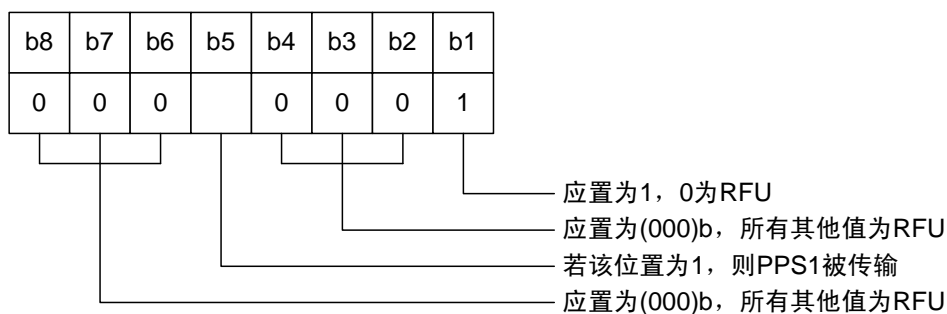 b8 b7 b6 b5 b4 b3 b2 b1
0 0 0 0 0 0 1
应置为1，0为RFU
应置为(000)b，所有其他值为RFU
若该位置为1，则PPS1被传输
应置为(000)b，所有其他值为RFU